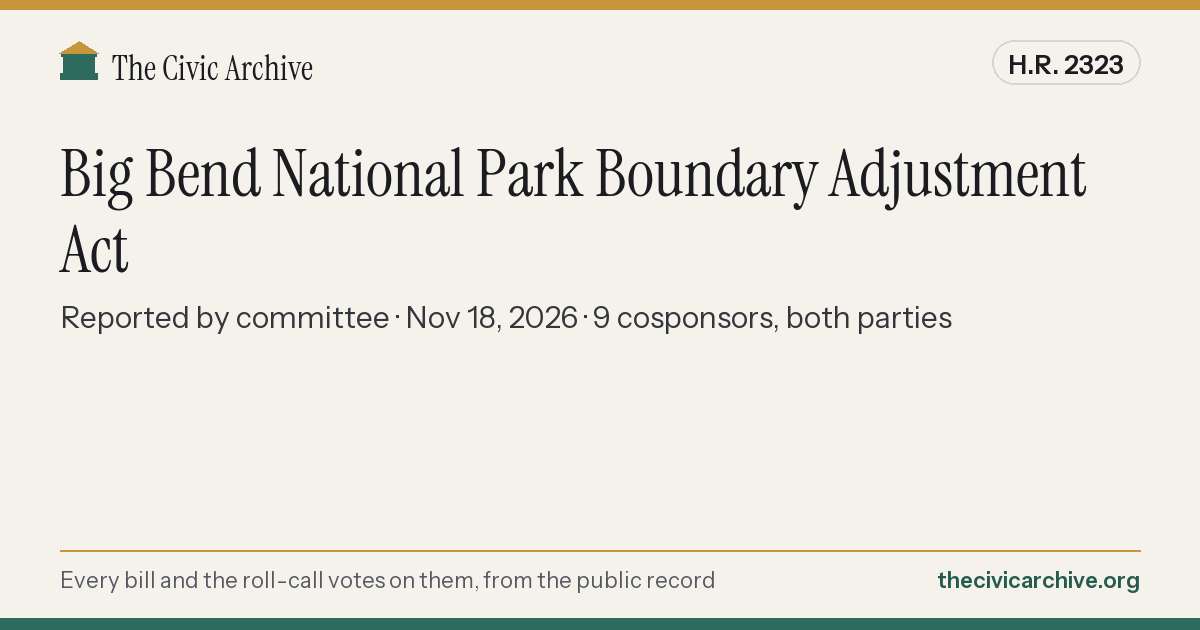 The Civic Archive
H.R. 2323
Big Bend National Park Boundary Adjustment
Act
Reported by committee · Nov 18, 2026 · 9 cosponsors, both parties
Every bill and the roll-call votes on them, from the public record
thecivicarchive.org